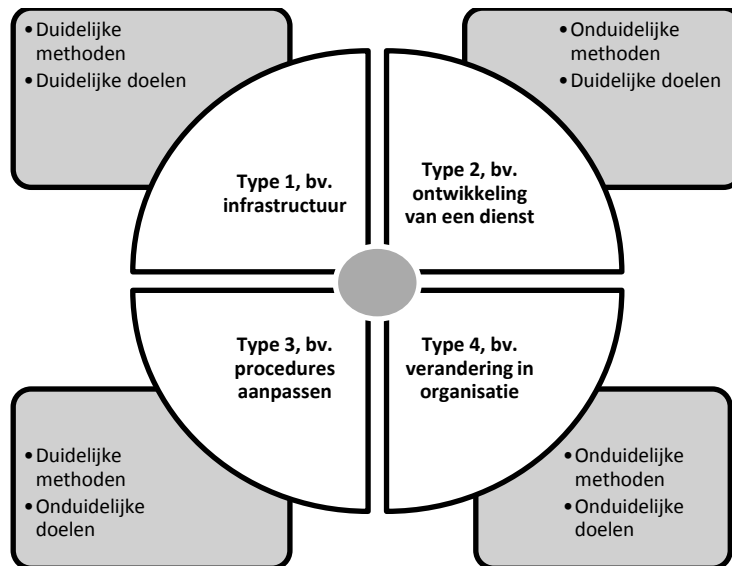 • Duidelijke
methoden
• Duidelijke doelen
• Onduidelijke
methoden
• Duidelijke doelen
Type 1, bv.
infrastructuur
Type 2, bv.
ontwikkeling
van een dienst
Type 3, bv.
procedures
aanpassen
Type 4, bv.
verandering in
organisatie
• Duidelijke
methoden
• Onduidelijke
doelen
• Onduidelijke
methoden
• Onduidelijke
doelen